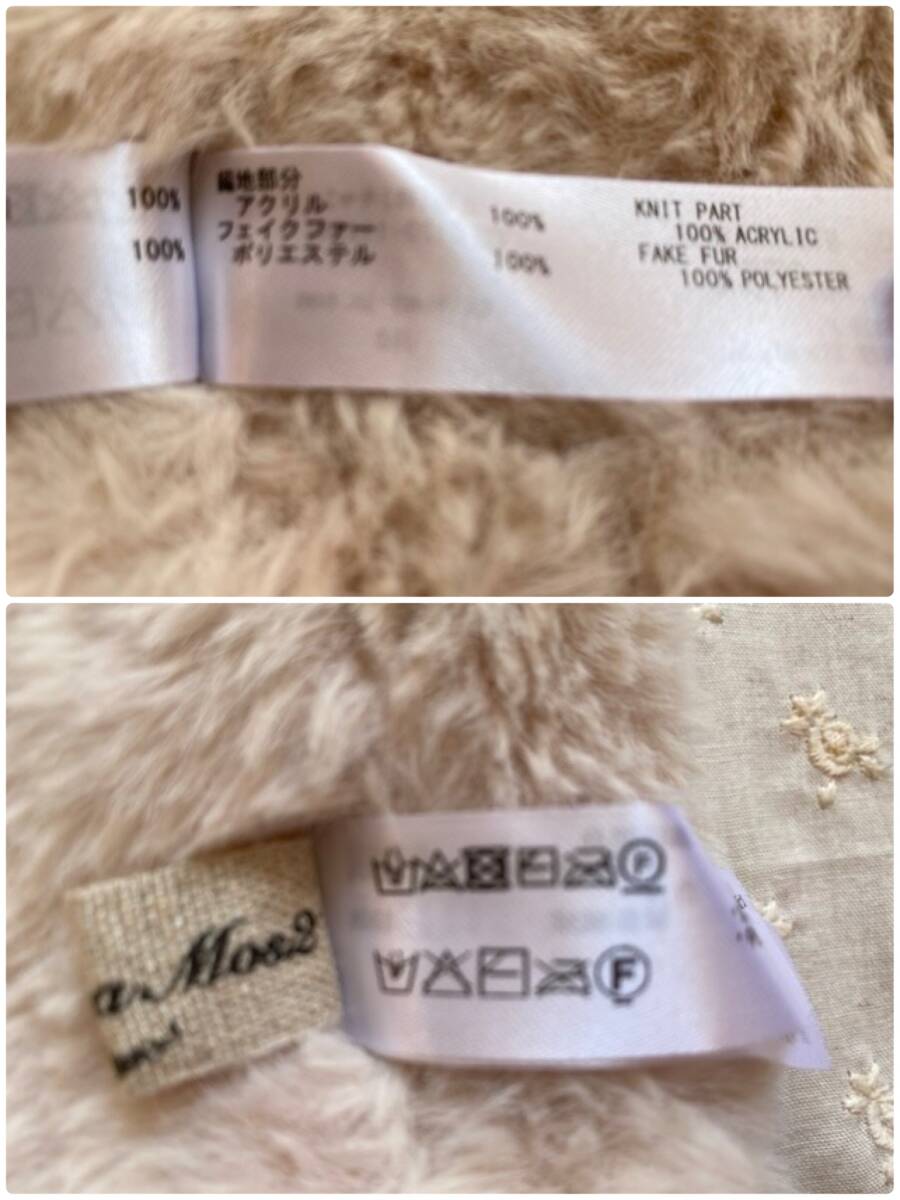 100%
100%
編地部分
アクリル 100%
フェイクファー
ポリエステル 100%
KNIT PART
100% ACRYLIC
FAKE FUR
100% POLYESTER
a Mos2
F
F